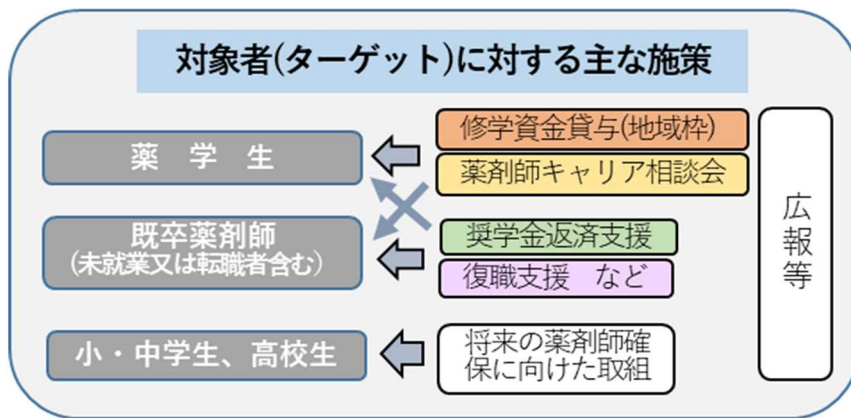 対象者(ターゲット)に対する主な施策
薬 学 生
修学資金貸与(地域枠)
薬剤師キャリア相談会
既卒薬剤師
(未就業又は転職者含む)
奨学金返済支援
復職支援 など
小・中学生、高校生
将来の薬剤師確
保に向けた取組
広報等